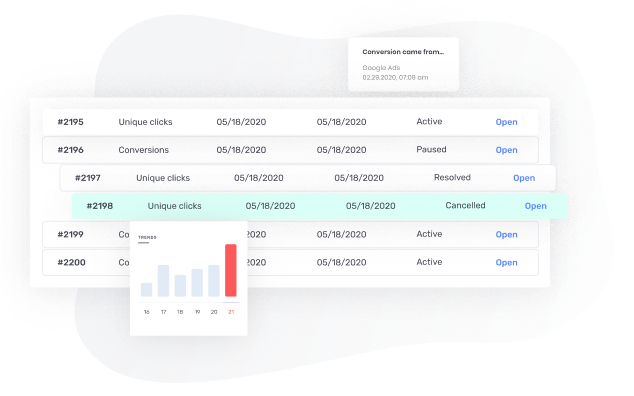 Conversion came from...
Google Ads
02.29.2020, 07:09 am
#2195 Unique clicks 05/18/2020 05/18/2020 Active Open
#2196 Conversions 05/18/2020 05/18/2020 Paused Open
#2197 Unique clicks 05/18/2020 05/18/2020 Resolved Open
#2198 Unique clicks 05/18/2020 05/18/2020 Cancelled Open
#2199 Co 05/18/2020 05/18/2020 Active Open
#2200 Co 05/18/2020 05/18/2020 Active Open
TRENDS
16 17 18 19 20 21